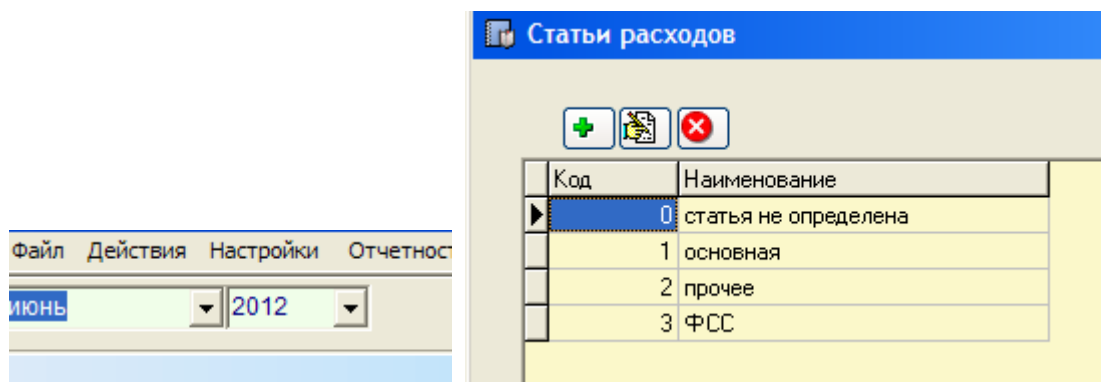 Файл Действия Настройки Отчетност
июнь 2012
Статьи расходов
Код Наименование
0 статья не определена
1 основная
2 прочее
3 ФСС